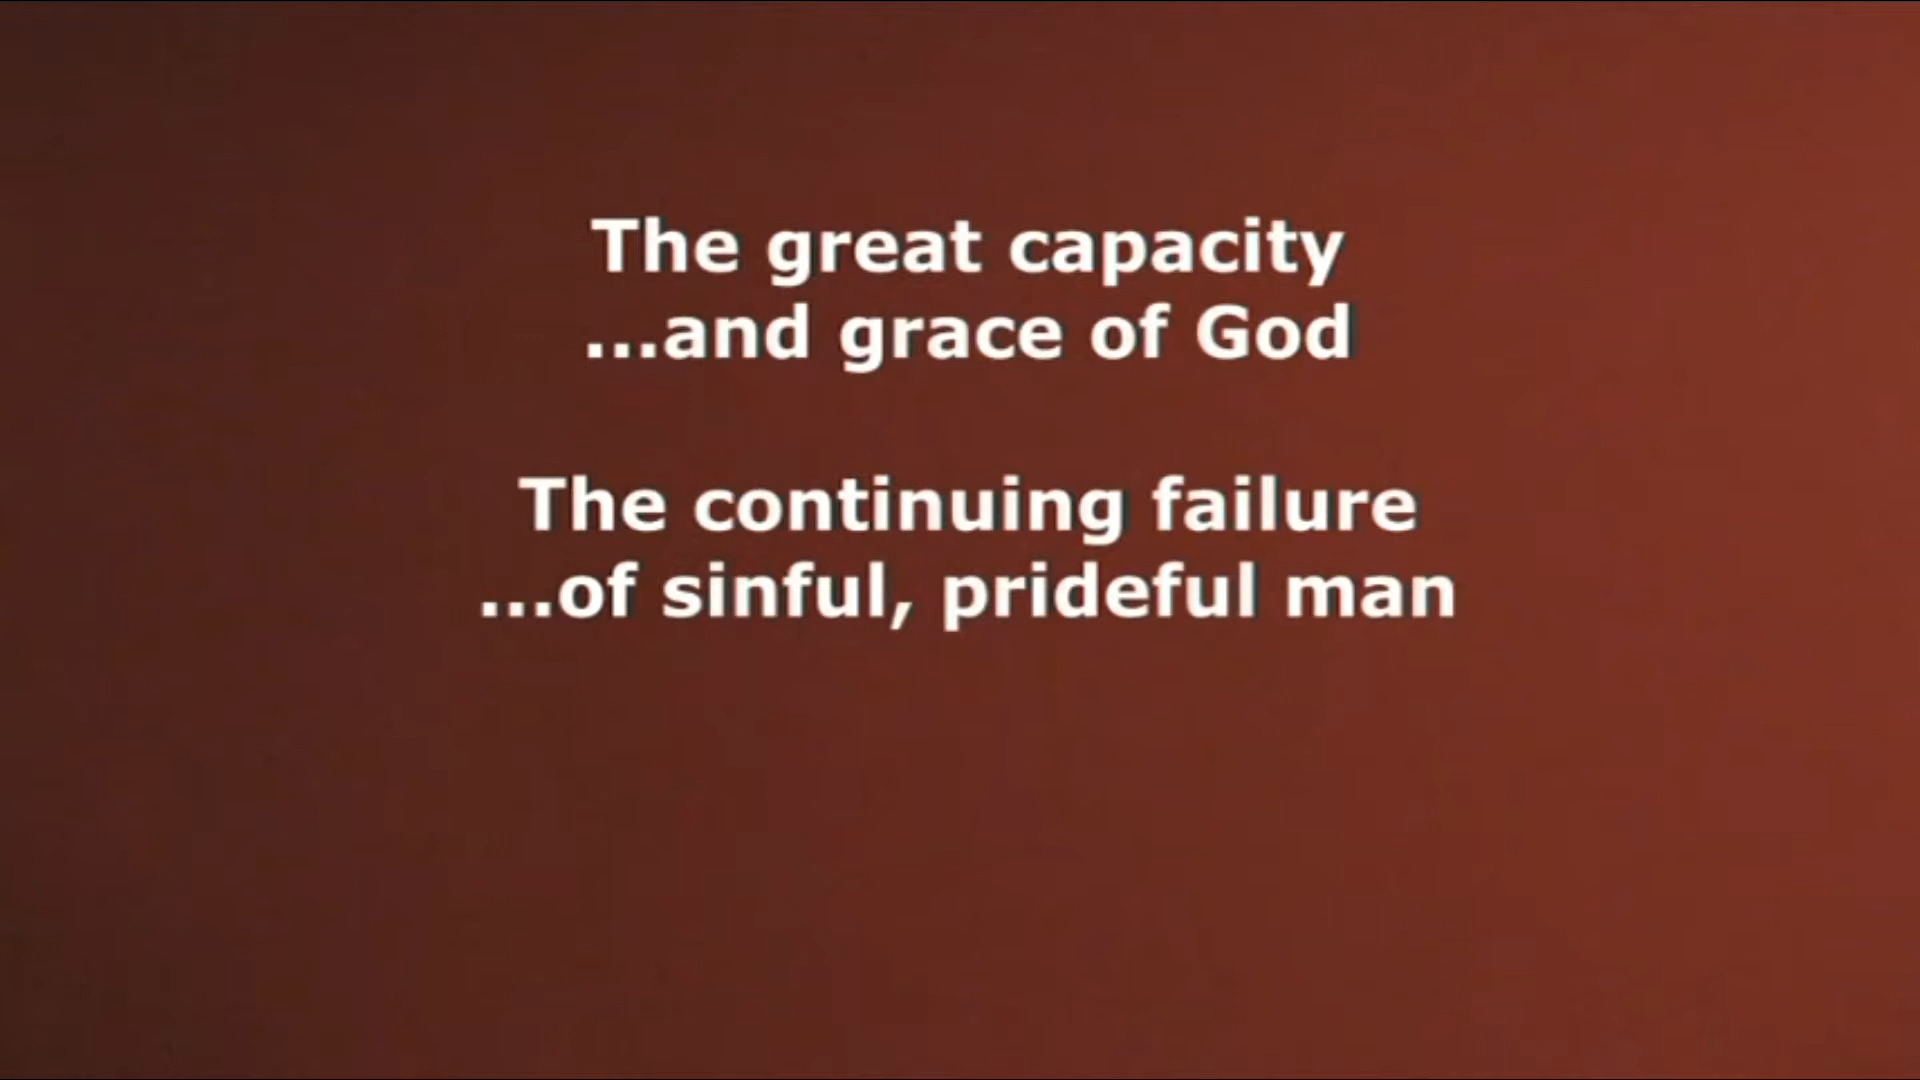 The great capacity
...and grace of God
The continuing failure
...of sinful, prideful man